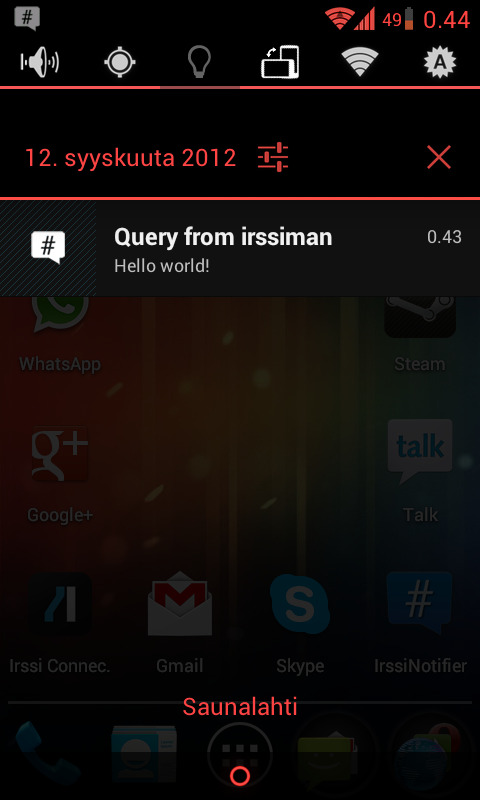 #
49 0.44
A
12. syyskuuta 2012
# Query from irssiman 0.43
Hello world!
WhatsApp Steam
g+ talk
Google+ Talk
S #
Irssi Connec. Gmail Skype IrssiNotifier
Saunalahti